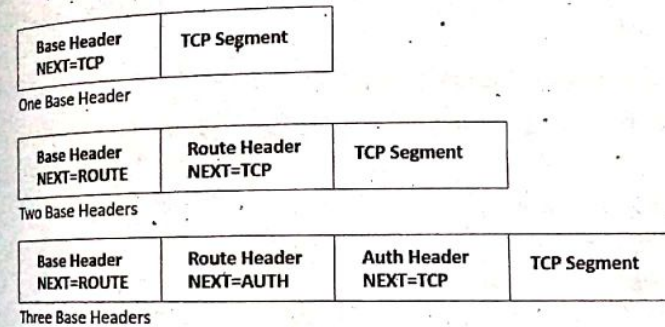 Base Header TCP Segment
NEXT=TCP
One Base Header
Base Header Route Header TCP Segment
NEXT=ROUTE NEXT=TCP
Two Base Headers
Base Header Route Header Auth Header TCP Segment
NEXT=ROUTE NEXT=AUTH NEXT=TCP
Three Base Headers